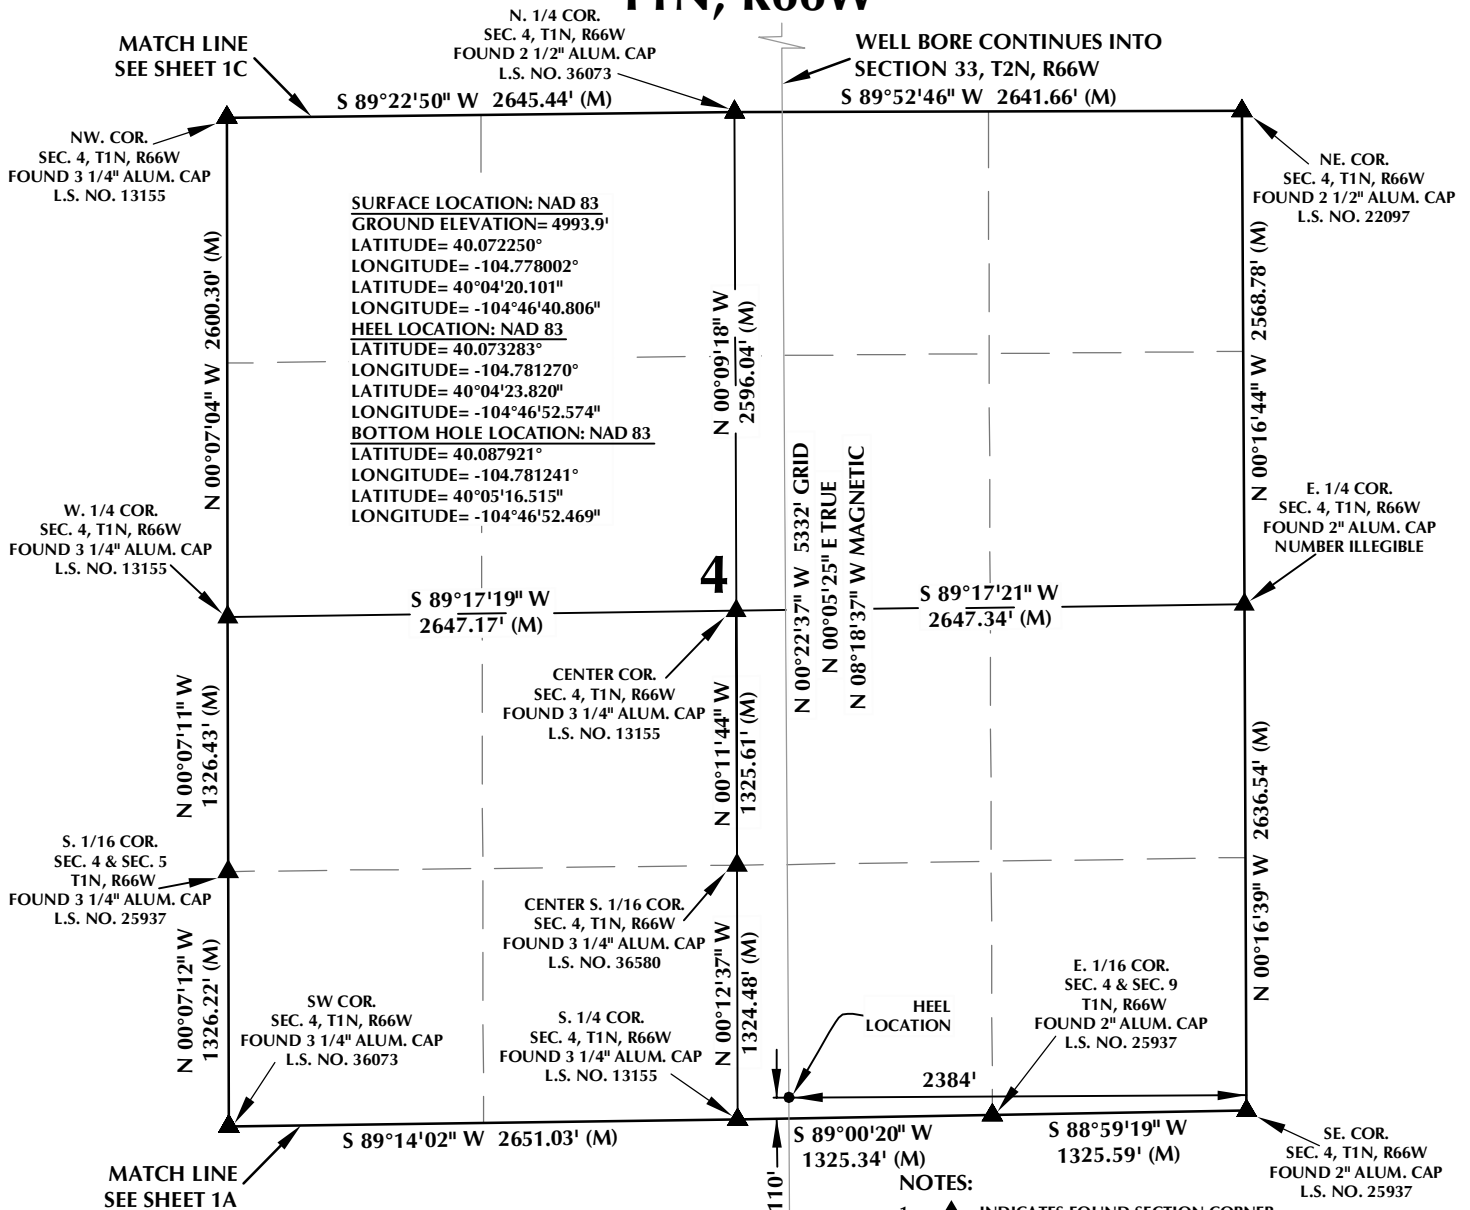 T1N, R66W
MATCH LINE
SEE SHEET 1C
N. 1/4 COR.
SEC. 4, T1N, R66W
FOUND 2 1/2" ALUM. CAP
L.S. NO. 36073
WELL BORE CONTINUES INTO
SECTION 33, T2N, R66W
S 89°22'50" W 2645.44' (M)
S 89°52'46" W 2641.66' (M)
NW. COR.
SEC. 4, T1N, R66W
FOUND 3 1/4" ALUM. CAP
L.S. NO. 13155
NE. COR.
SEC. 4, T1N, R66W
FOUND 2 1/2" ALUM. CAP
L.S. NO. 22097
SURFACE LOCATION: NAD 83
GROUND ELEVATION= 4993.9'
LATITUDE= 40.072250°
LONGITUDE= -104.778002°
LATITUDE= 40°04'20.101"
LONGITUDE= -104°46'40.806"
HEEL LOCATION: NAD 83
LATITUDE= 40.073283°
LONGITUDE= -104.781270°
LATITUDE= 40°04'23.820"
LONGITUDE= -104°46'52.574"
BOTTOM HOLE LOCATION: NAD 83
LATITUDE= 40.087921°
LONGITUDE= -104.781241°
LATITUDE= 40°05'16.515"
LONGITUDE= -104°46'52.469"
N 00°07'04" W 2600.30' (M)
N 00°09'18" W
2596.04' (M)
N 00°16'44" W 2568.78' (M)
N 00°22'37" W 5332' GRID
N 00°05'25" E TRUE
N 08°18'37" W MAGNETIC
W. 1/4 COR.
SEC. 4, T1N, R66W
FOUND 3 1/4" ALUM. CAP
L.S. NO. 13155
E. 1/4 COR.
SEC. 4, T1N, R66W
FOUND 2" ALUM. CAP
NUMBER ILLEGIBLE
4
S 89°17'19" W
2647.17' (M)
S 89°17'21" W
2647.34' (M)
CENTER COR.
SEC. 4, T1N, R66W
FOUND 3 1/4" ALUM. CAP
L.S. NO. 13155
N 00°07'11" W
1326.43' (M)
N 00°11'44" W
1325.61' (M)
N 00°16'39" W 2636.54' (M)
S. 1/16 COR.
SEC. 4 & SEC. 5
T1N, R66W
FOUND 3 1/4" ALUM. CAP
L.S. NO. 25937
CENTER S. 1/16 COR.
SEC. 4, T1N, R66W
FOUND 3 1/4" ALUM. CAP
L.S. NO. 36580
N 00°07'12" W
1326.22' (M)
N 00°12'37" W
1324.48' (M)
E. 1/16 COR.
SEC. 4 & SEC. 9
T1N, R66W
FOUND 2" ALUM. CAP
L.S. NO. 25937
SW COR.
SEC. 4, T1N, R66W
FOUND 3 1/4" ALUM. CAP
L.S. NO. 36073
S. 1/4 COR.
SEC. 4, T1N, R66W
FOUND 3 1/4" ALUM. CAP
L.S. NO. 13155
HEEL
LOCATION
2384'
S 89°14'02" W 2651.03' (M)
S 89°00'20" W
1325.34' (M)
S 88°59'19" W
1325.59' (M)
SE. COR.
SEC. 4, T1N, R66W
FOUND 2" ALUM. CAP
L.S. NO. 25937
MATCH LINE
SEE SHEET 1A
110'
NOTES:
1. INDICATES FOUND SECTION CORNER